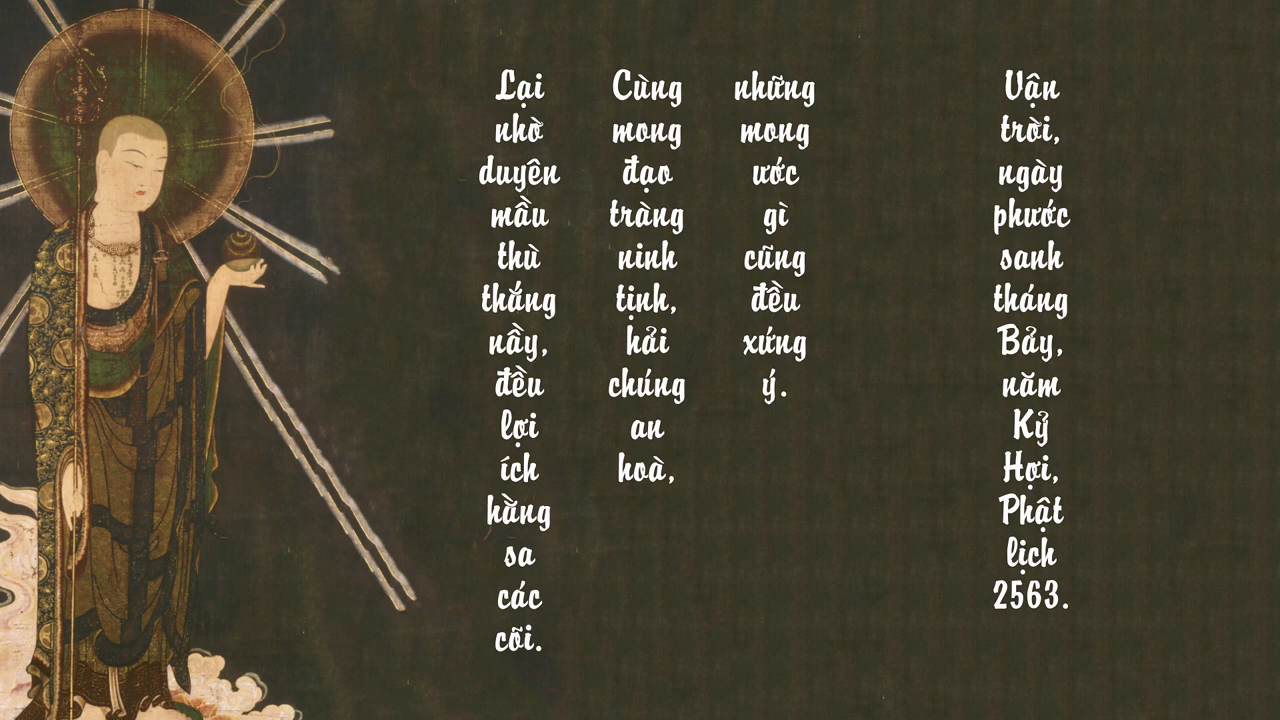 Lại nhờ duyên mầu thù thắng nầy, đều lợi ích hằng sa các cõi.
Cùng mong đạo tràng ninh tịnh, hải chúng an hoà,
những mong ước gì cũng đều xứng ý.
Vận trời, ngày phước sanh tháng Bảy, năm Kỷ Hợi, Phật lịch 2563.